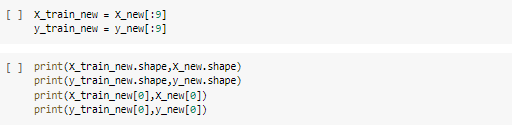 [ ] X_train_new = X_new[:9]
y_train_new = y_new[:9]
[ ] print(X_train_new.shape,X_new.shape)
print(y_train_new.shape,y_new.shape)
print(X_train_new[0],X_new[0])
print(y_train_new[0],y_new[0])